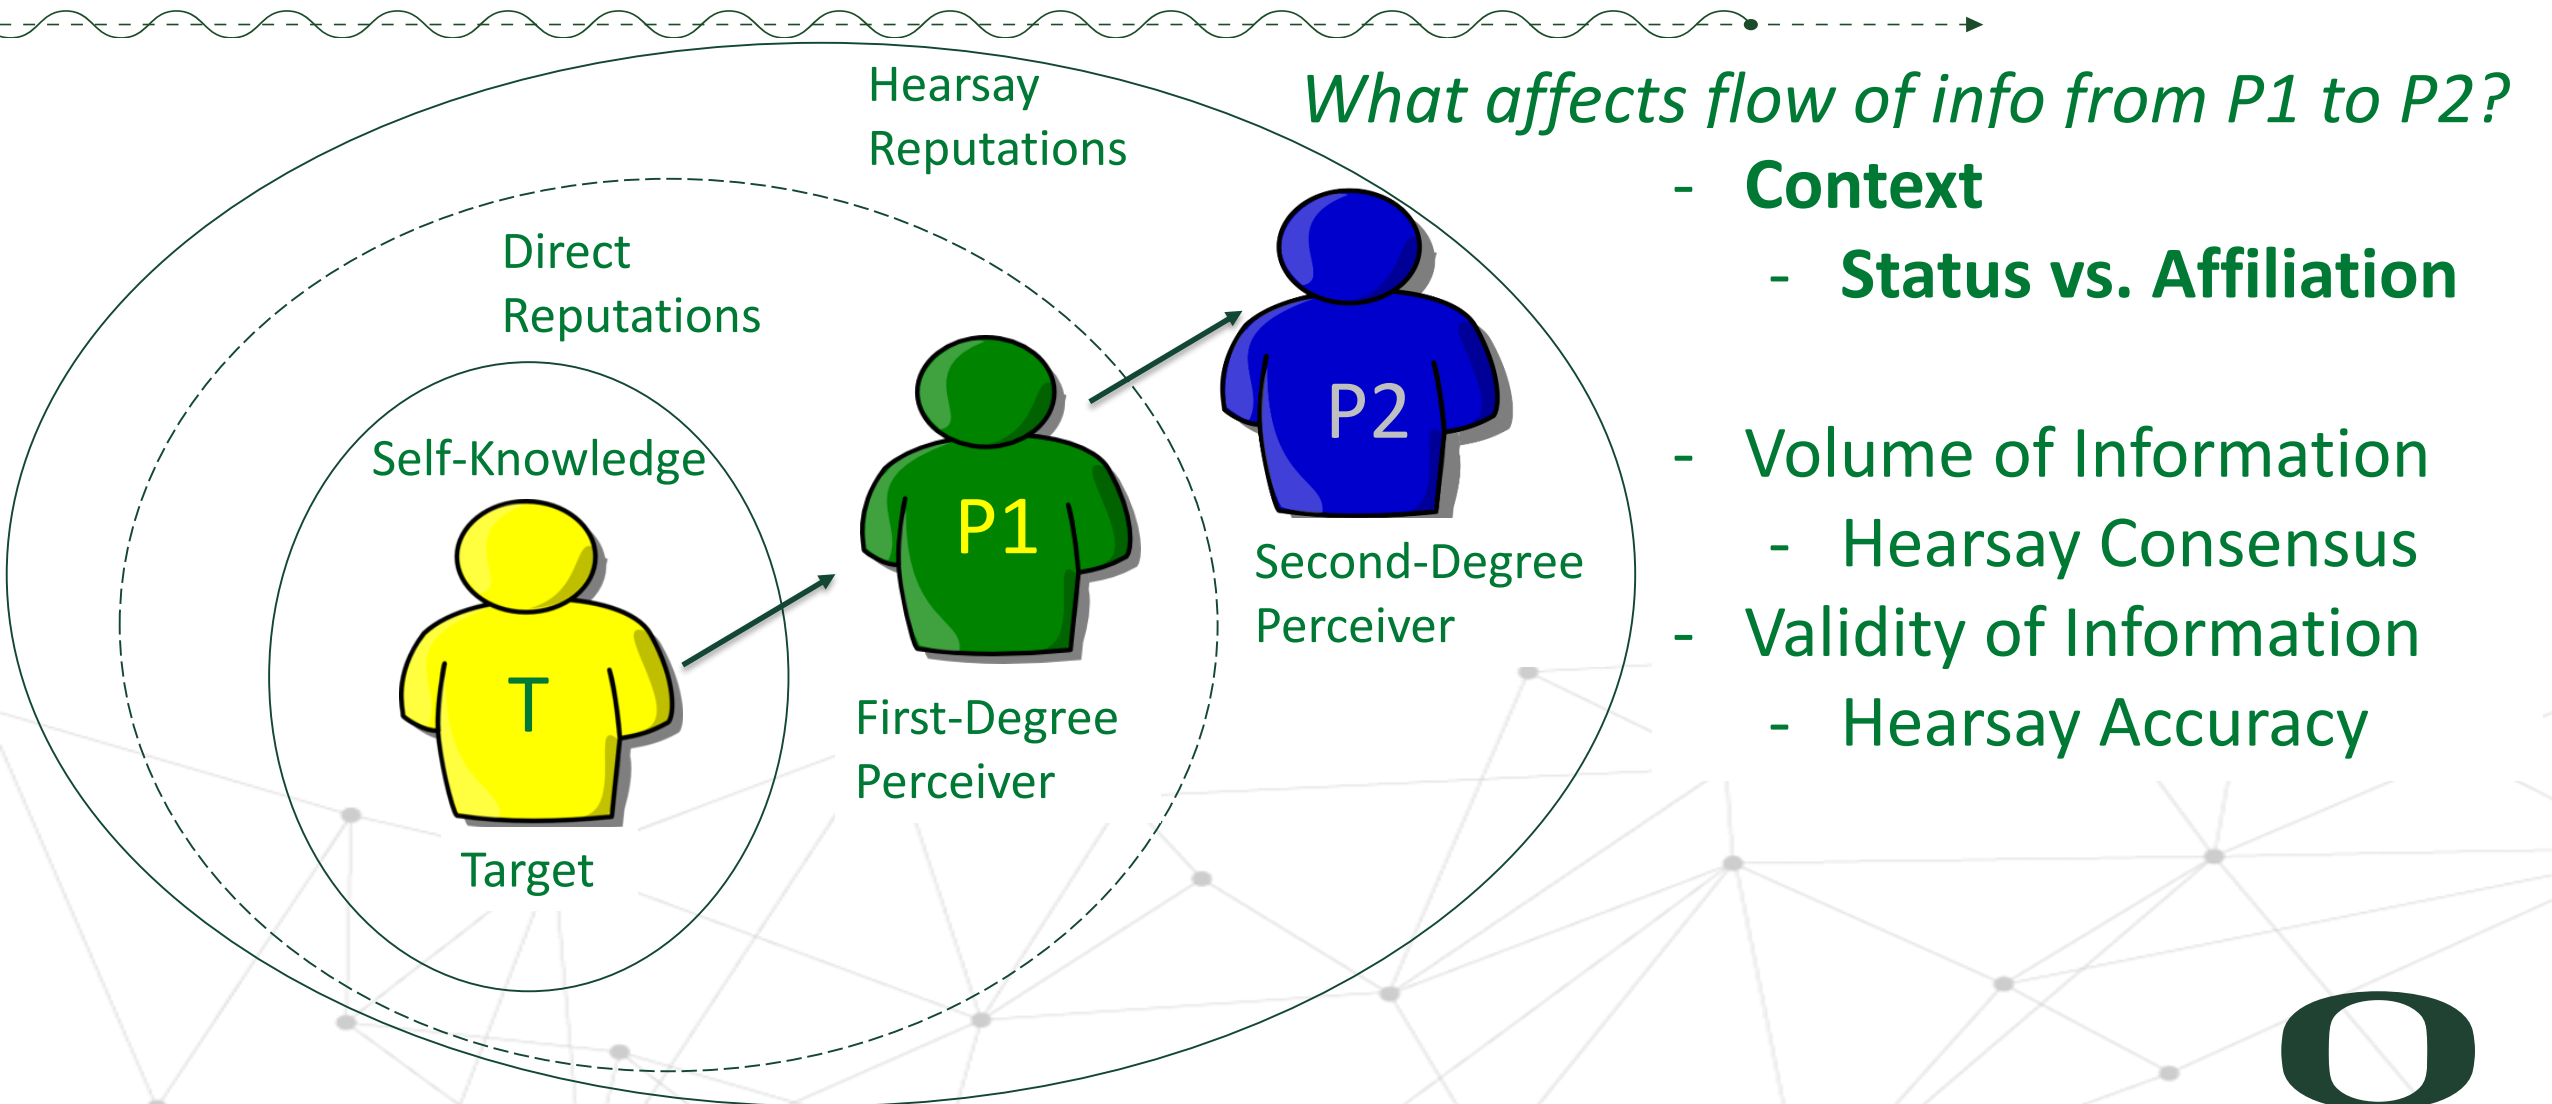 Hearsay
Reputations
Direct
Reputations
Self-Knowledge
T
Target
P1
First-Degree
Perceiver
P2
Second-Degree
Perceiver
What affects flow of info from P1 to P2?
- Context
- Status vs. Affiliation
- Volume of Information
- Hearsay Consensus
- Validity of Information
- Hearsay Accuracy
O